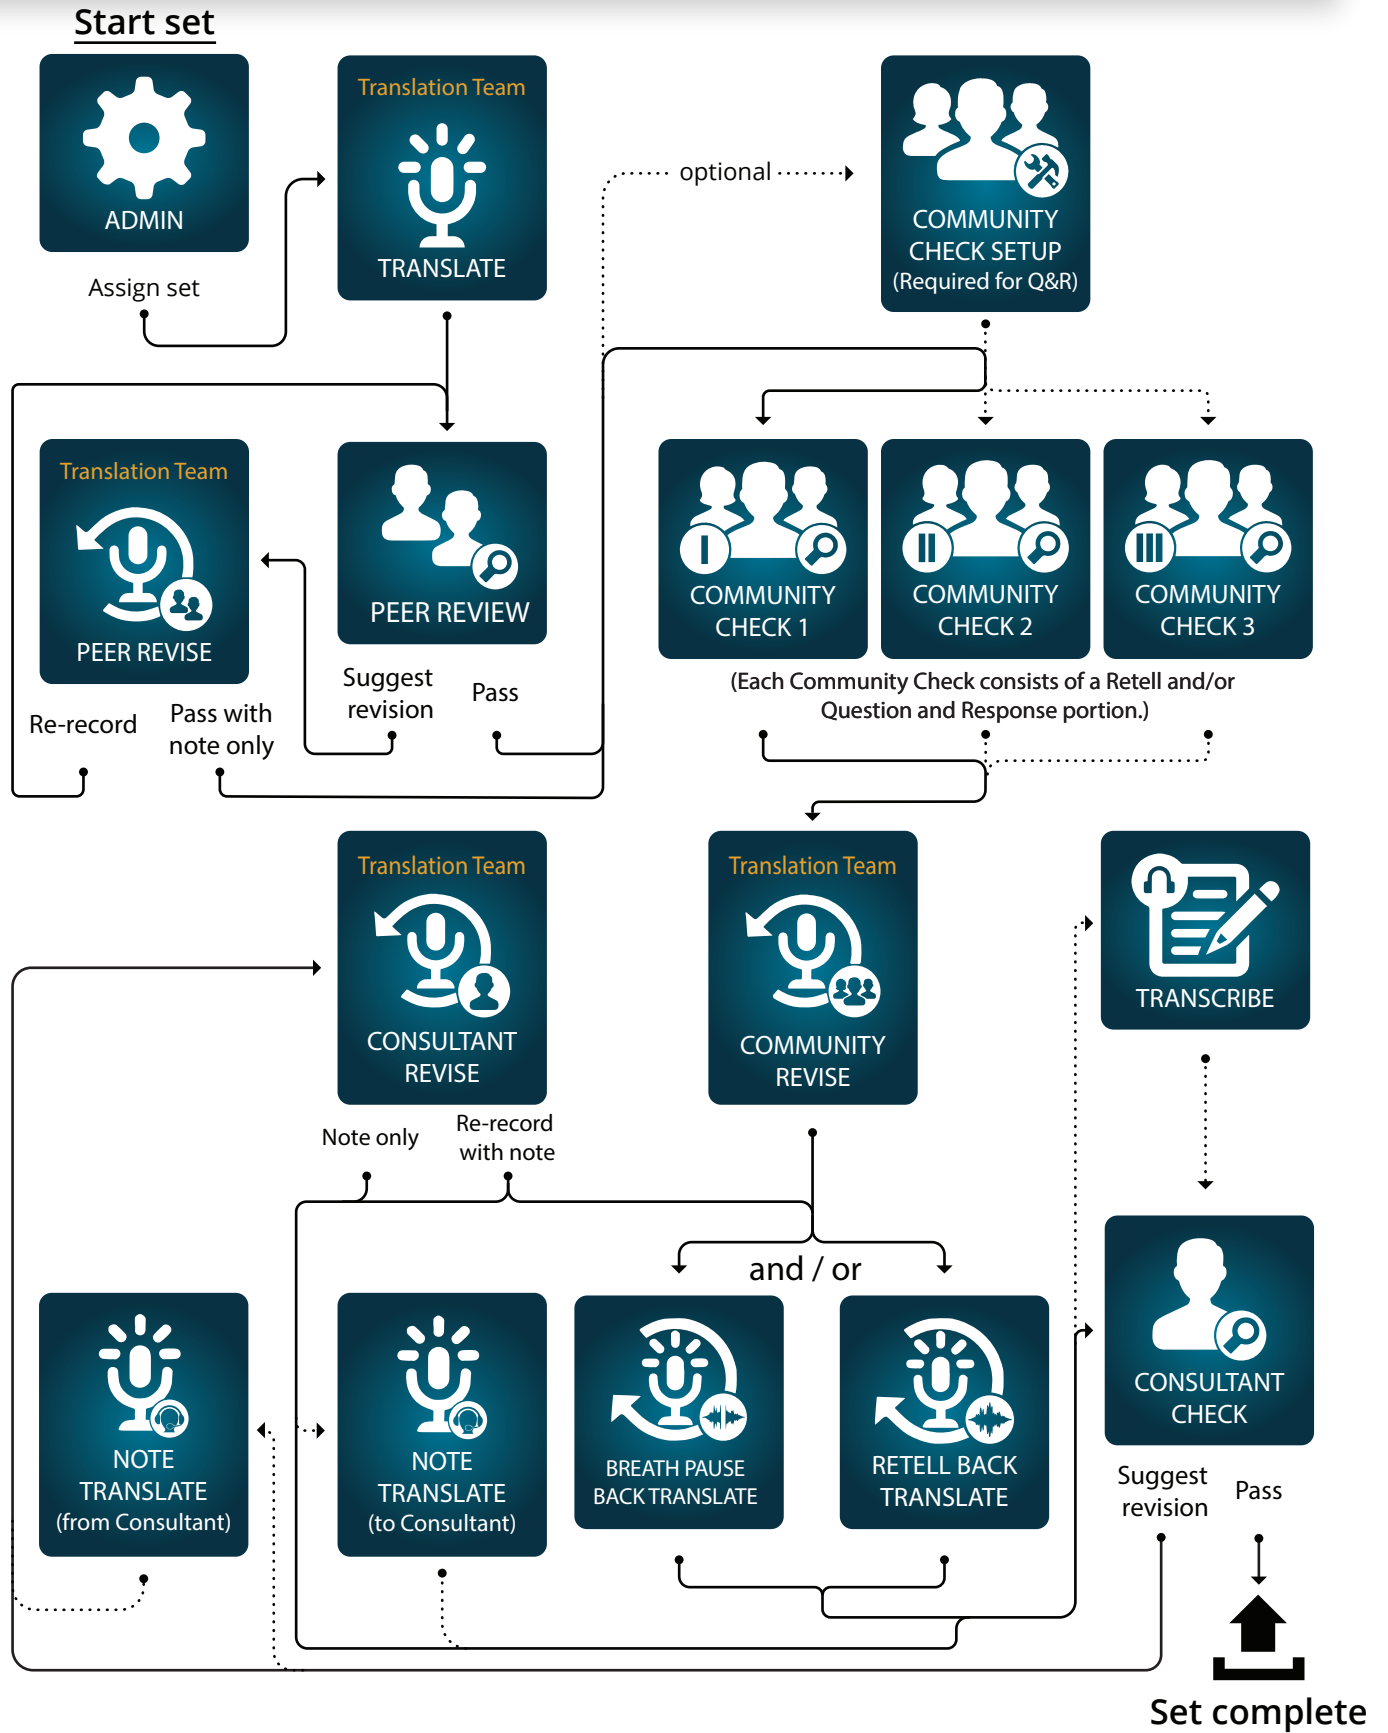 Start set
ADMIN
Assign set
Translation Team
TRANSLATE
optional
COMMUNITY
CHECK SETUP
(Required for Q&R)
Translation Team
PEER REVISE
Re-record
Pass with
note only
PEER REVIEW
Suggest
revision
Pass
COMMUNITY
CHECK 1
COMMUNITY
CHECK 2
COMMUNITY
CHECK 3
(Each Community Check consists of a Retell and/or
Question and Response portion.)
Translation Team
CONSULTANT
REVISE
Note only
Re-record
with note
Translation Team
COMMUNITY
REVISE
TRANSCRIBE
and / or
NOTE
TRANSLATE
(from Consultant)
NOTE
TRANSLATE
(to Consultant)
BREATH PAUSE
BACK TRANSLATE
RETELL BACK
TRANSLATE
CONSULTANT
CHECK
Suggest
revision
Pass
Set complete